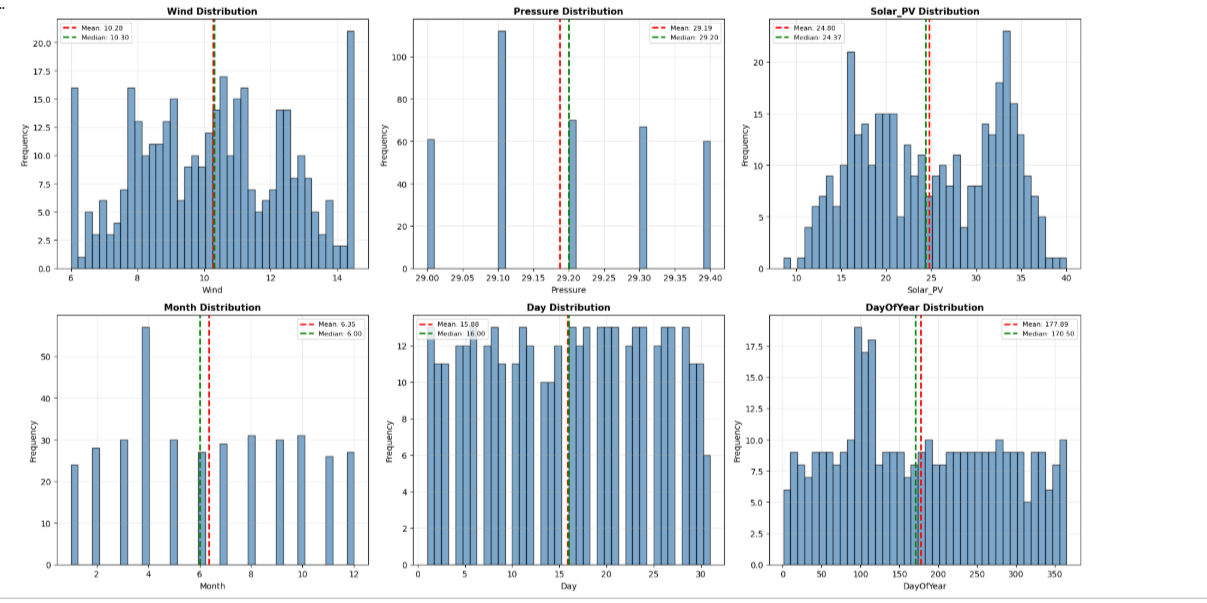 Wind Distribution
Mean: 10.28
Median: 10.30
20.0
17.5
15.0
12.5
10.0
7.5
5.0
2.5
0.0
Frequency
6 8 10 12 14
Wind
Pressure Distribution
Mean: 29.19
Median: 29.20
100
80
60
40
20
0
Frequency
29.00 29.05 29.10 29.15 29.20 29.25 29.30 29.35 29.40
Pressure
Solar_PV Distribution
Mean: 24.80
Median: 24.37
20
15
10
5
0
Frequency
10 15 20 25 30 35 40
Solar_PV
Month Distribution
Mean: 6.35
Median: 6.00
50
40
30
20
10
0
Frequency
2 4 6 8 10 12
Month
Day Distribution
Mean: 15.88
Median: 16.00
12
10
8
6
4
2
0
Frequency
0 5 10 15 20 25 30
Day
DayOfYear Distribution
Mean: 177.89
Median: 170.50
17.5
15.0
12.5
10.0
7.5
5.0
2.5
0.0
Frequency
0 50 100 150 200 250 300 350
DayOfYear